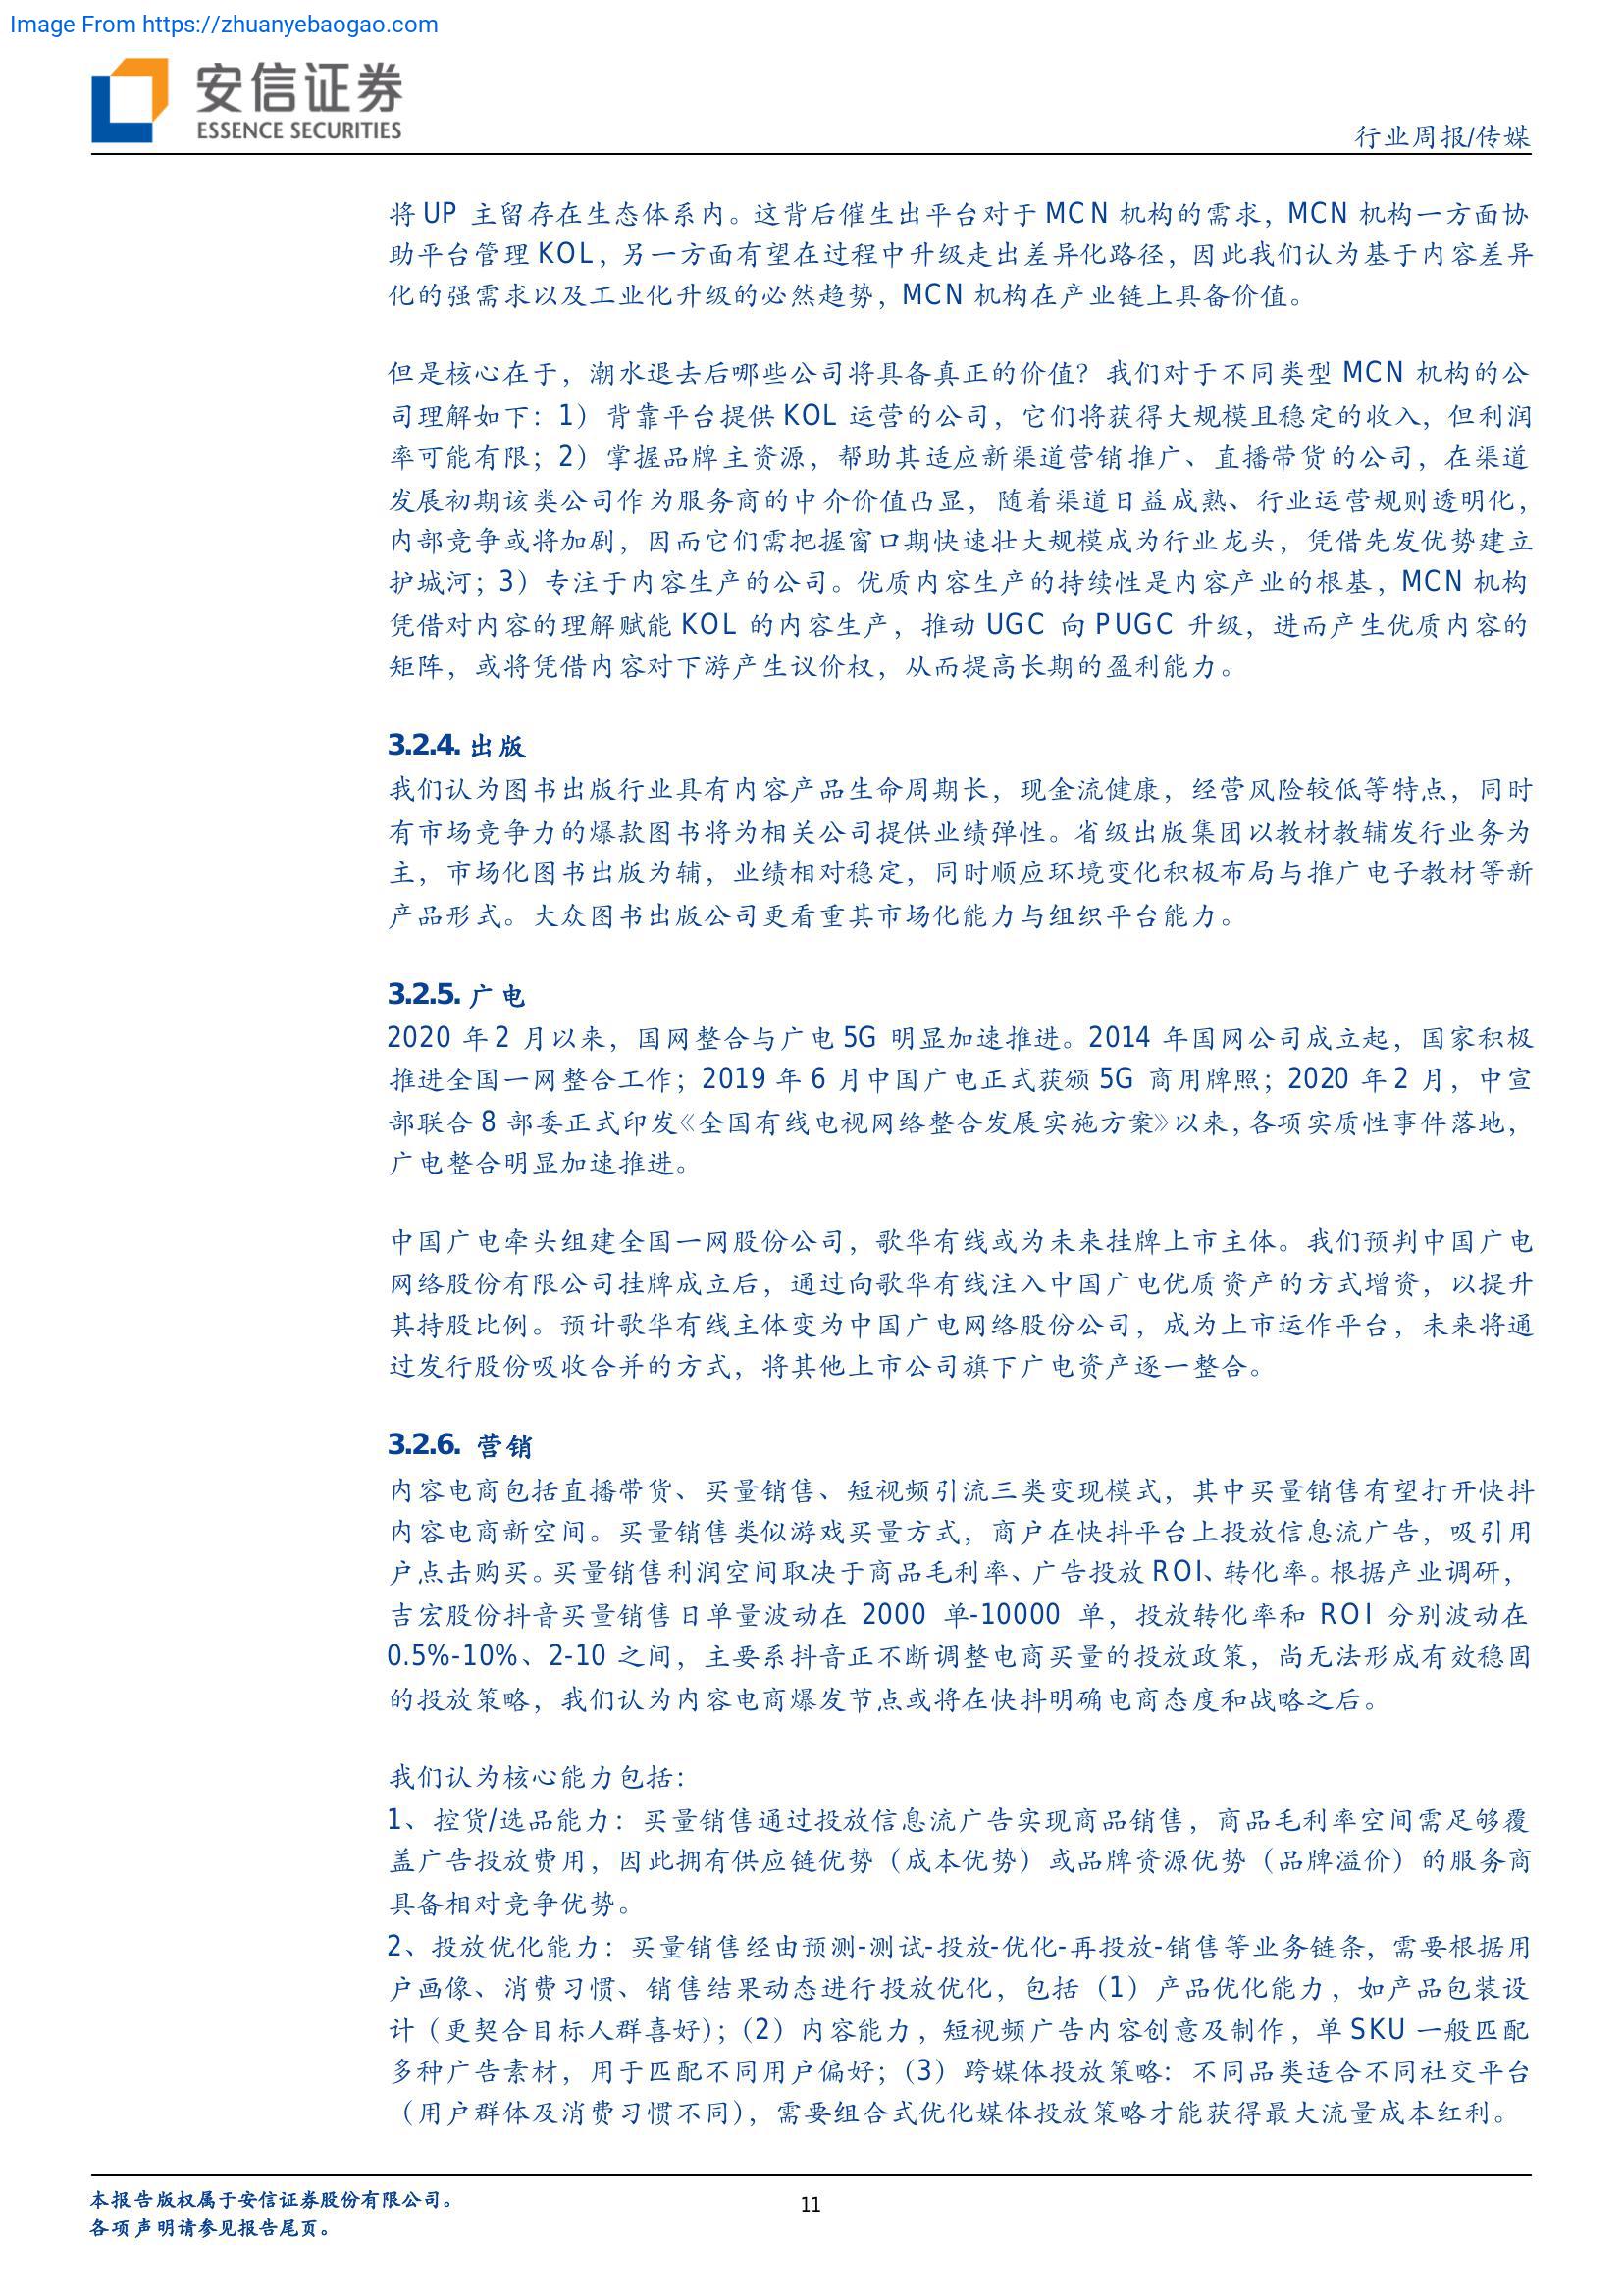 Image From https://zhuanyebaogao.com
安信证券
ESSENCE SECURITIES
行业周报/传媒
将 UP 主留存在生态体系内。这背后催生出平台对于 MCN 机构的需求，MCN 机构一方面协
助平台管理 KOL，另一方面有望在过程中升级走出差异化路径，因此我们认为基于内容差异
化的强需求以及工业化升级的必然趋势，MCN 机构在产业链上具备价值。
但是核心在于，潮水退去后哪些公司将具备真正的价值？我们对于不同类型 MCN 机构的公
司理解如下：1）背靠平台提供 KOL 运营的公司，它们将获得大规模且稳定的收入，但利润
率可能有限；2）掌握品牌主资源，帮助其适应新渠道营销推广、直播带货的公司，在渠道
发展初期该类公司作为服务商的中介价值凸显，随着渠道日益成熟、行业运营规则透明化，
内部竞争或将加剧，因而它们需把握窗口期快速壮大规模成为行业龙头，凭借先发优势建立
护城河；3）专注于内容生产的公司。优质内容生产的持续性是内容产业的根基，MCN 机构
凭借对内容的理解赋能 KOL 的内容生产，推动 UGC 向 PUGC 升级，进而产生优质内容的
矩阵，或将凭借内容对下游产生议价权，从而提高长期的盈利能力。
3.2.4. 出版
我们认为图书出版行业具有内容产品生命周期长，现金流健康，经营风险较低等特点，同时
有市场竞争力的爆款图书将为相关公司提供业绩弹性。省级出版集团以教材教辅发行业务为
主，市场化图书出版为辅，业绩相对稳定，同时顺应环境变化积极布局与推广电子教材等新
产品形式。大众图书出版公司更看重其市场化能力与组织平台能力。
3.2.5. 广电
2020 年 2 月以来，国网整合与广电 5G 明显加速推进。2014 年国网公司成立起，国家积极
推进全国一网整合工作；2019 年 6 月中国广电正式获颁 5G 商用牌照；2020 年 2 月，中宣
部联合 8 部委正式印发《全国有线电视网络整合发展实施方案》以来，各项实质性事件落地，
广电整合明显加速推进。
中国广电牵头组建全国一网股份公司，歌华有线或为未来挂牌上市主体。我们预判中国广电
网络股份有限公司挂牌成立后，通过向歌华有线注入中国广电优质资产的方式增资，以提升
其持股比例。预计歌华有线主体变为中国广电网络股份公司，成为上市运作平台，未来将通
过发行股份吸收合并的方式，将其他上市公司旗下广电资产逐一整合。
3.2.6. 营销
内容电商包括直播带货、买量销售、短视频引流三类变现模式，其中买量销售有望打开快抖
内容电商新空间。买量销售类似游戏买量方式，商户在快抖平台上投放信息流广告，吸引用
户点击购买。买量销售利润空间取决于商品毛利率、广告投放 ROI、转化率。根据产业调研，
吉宏股份抖音买量销售日单量波动在 2000 单-10000 单，投放转化率和 ROI 分别波动在
0.5%-10%、2-10 之间，主要系抖音正不断调整电商买量的投放政策，尚无法形成有效稳固
的投放策略，我们认为内容电商爆发节点或将在快抖明确电商态度和战略之后。
我们认为核心能力包括：
1、控货/选品能力：买量销售通过投放信息流广告实现商品销售，商品毛利率空间需足够覆
盖广告投放费用，因此拥有供应链优势（成本优势）或品牌资源优势（品牌溢价）的服务商
具备相对竞争优势。
2、投放优化能力：买量销售经由预测-测试-投放-优化-再投放-销售等业务链条，需要根据用
户画像、消费习惯、销售结果动态进行投放优化，包括（1）产品优化能力，如产品包装设
计（更契合目标人群喜好）；（2）内容能力，短视频广告内容创意及制作，单 SKU 一般匹配
多种广告素材，用于匹配不同用户偏好；（3）跨媒体投放策略：不同品类适合不同社交平台
（用户群体及消费习惯不同），需要组合式优化媒体投放策略才能获得最大流量成本红利。
本报告版权属于安信证券股份有限公司。
11
各项声明请参见报告尾页。